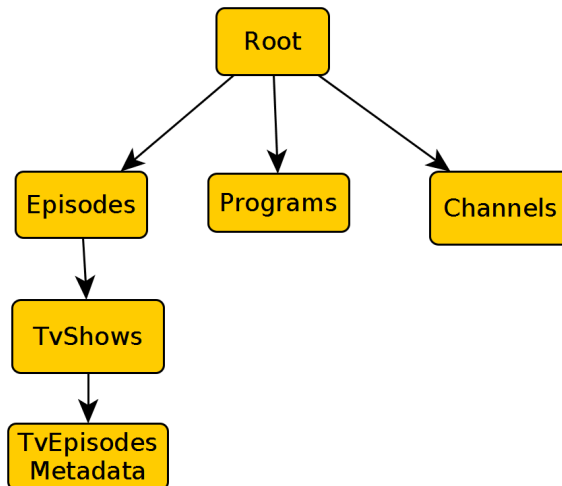 Root
Episodes
Programs
Channels
TvShows
TvEpisodes
Metadata